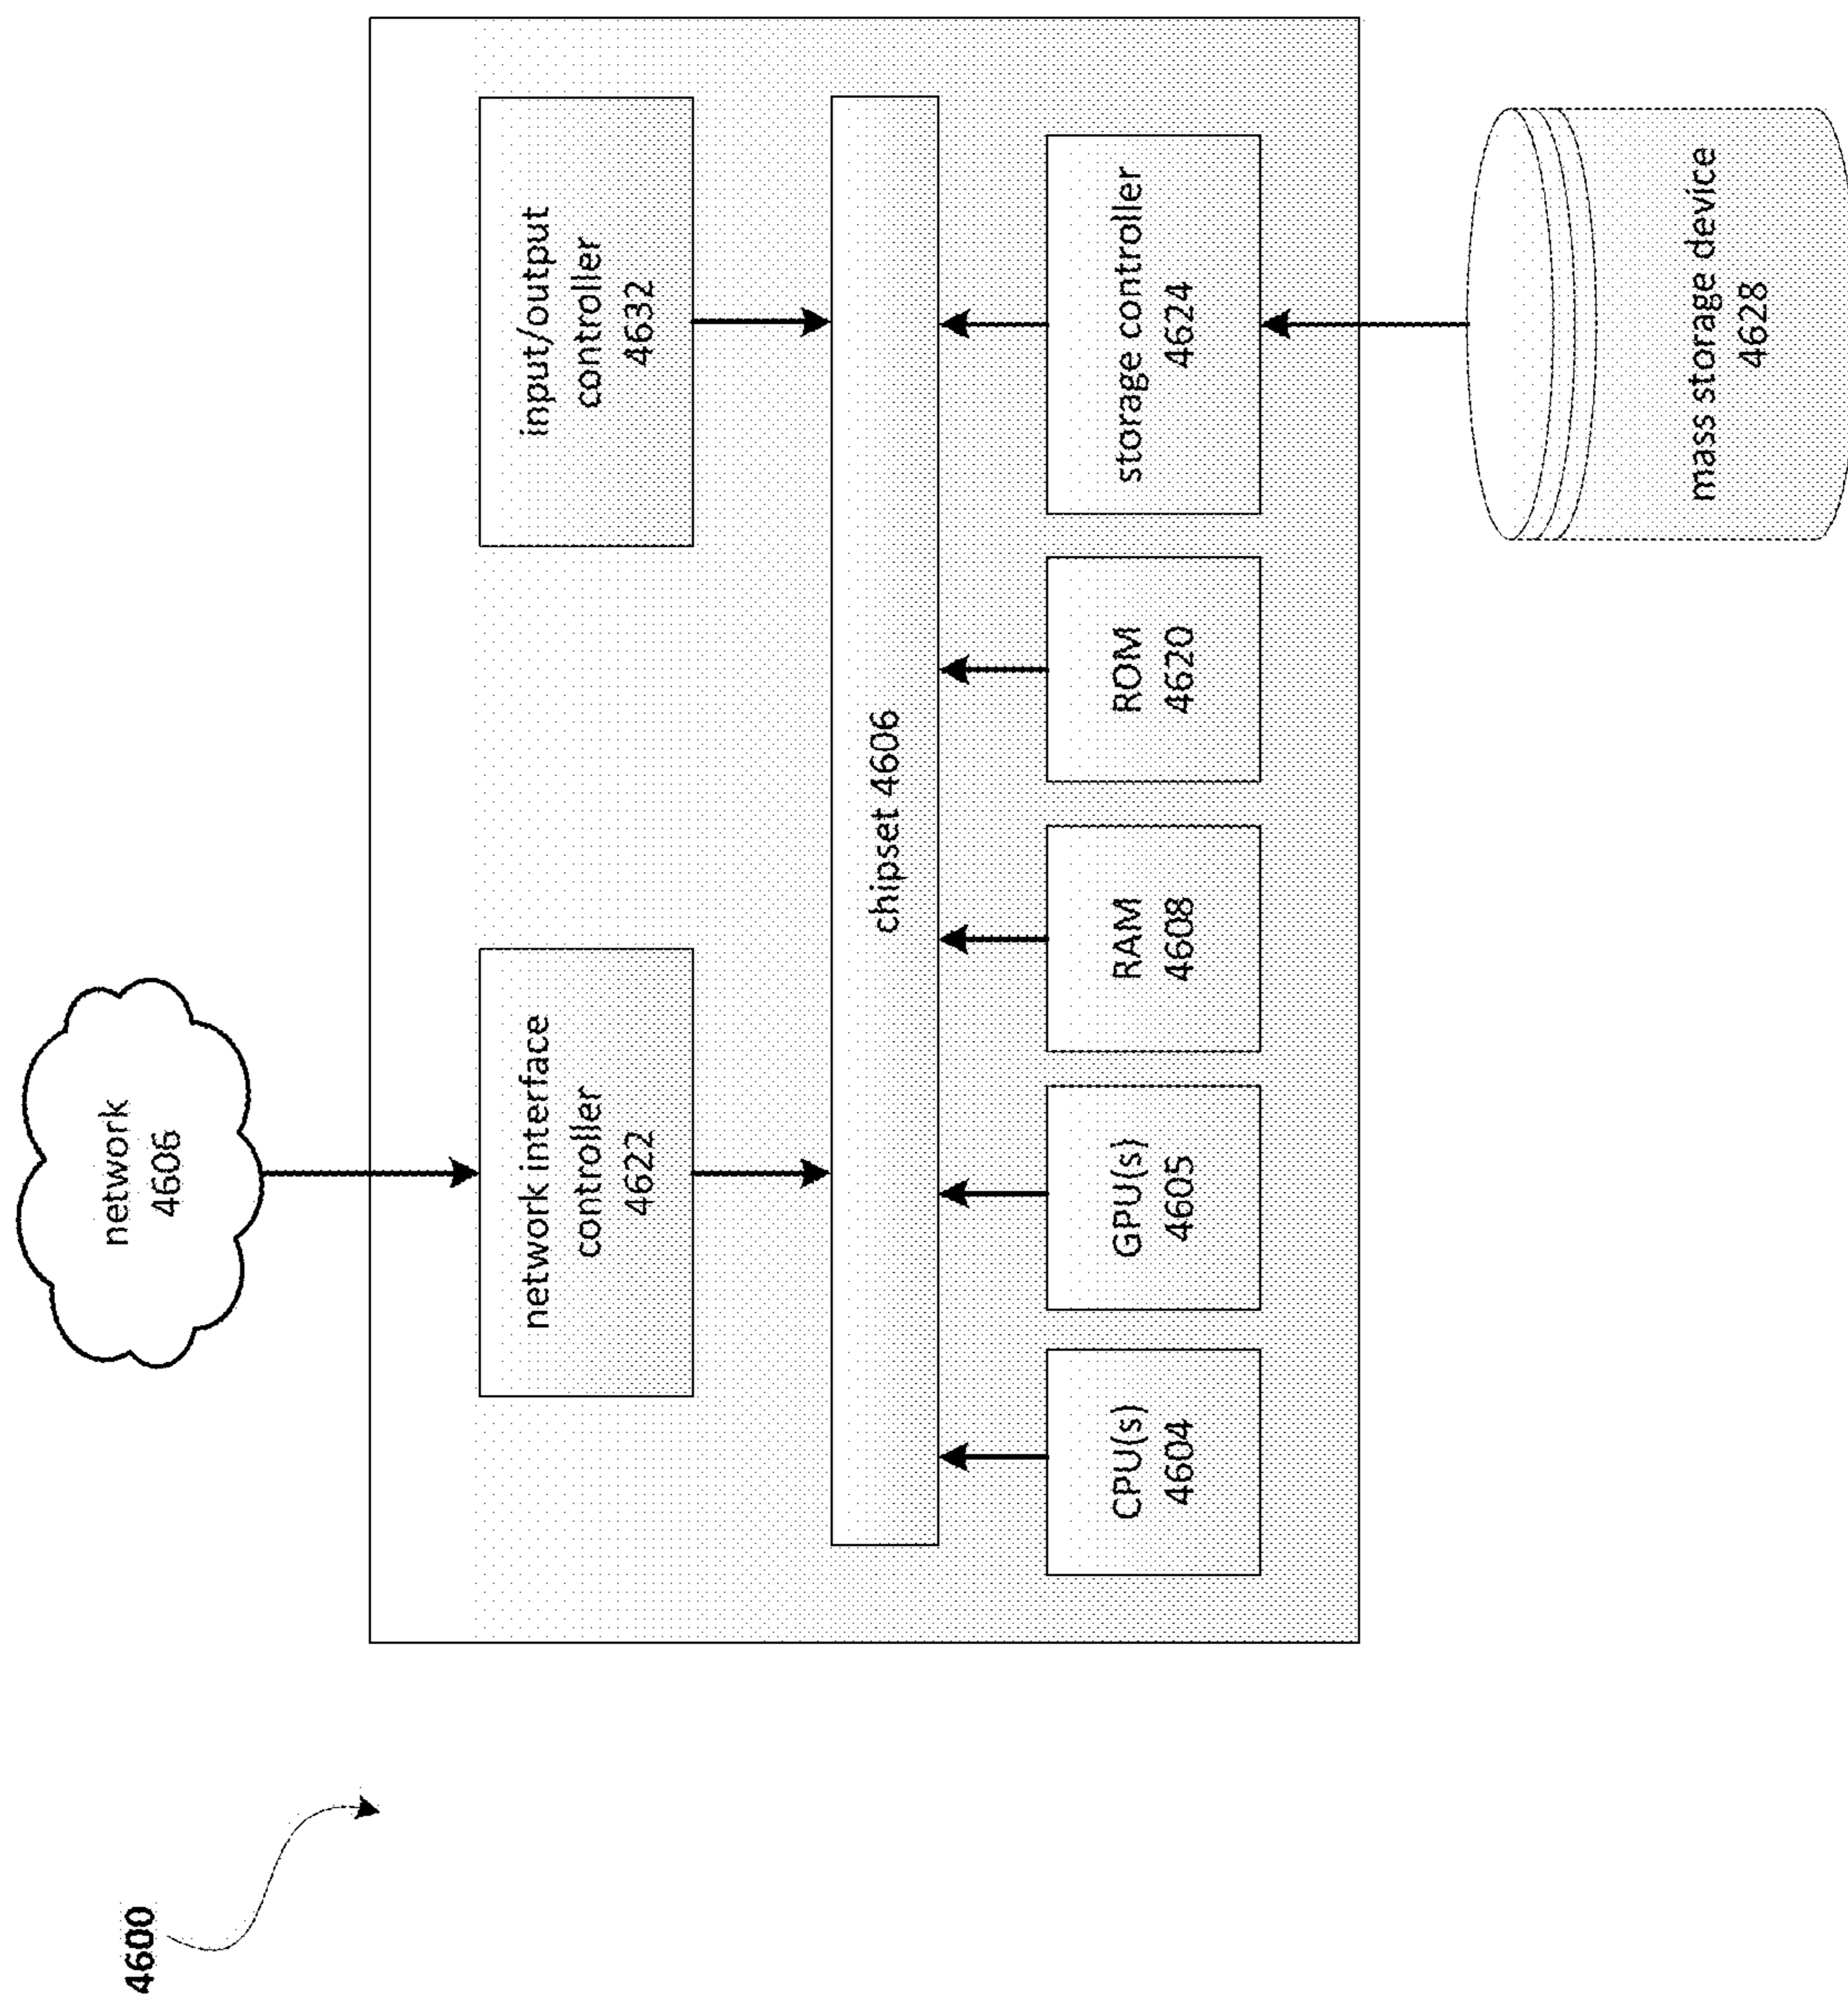 4600
network
4606
network interface
controller
4622
input/output
controller
4632
chipset 4606
CPU(s)
4604
GPU(s)
4605
RAM
4608
ROM
4620
storage controller
4624
mass storage device
4628